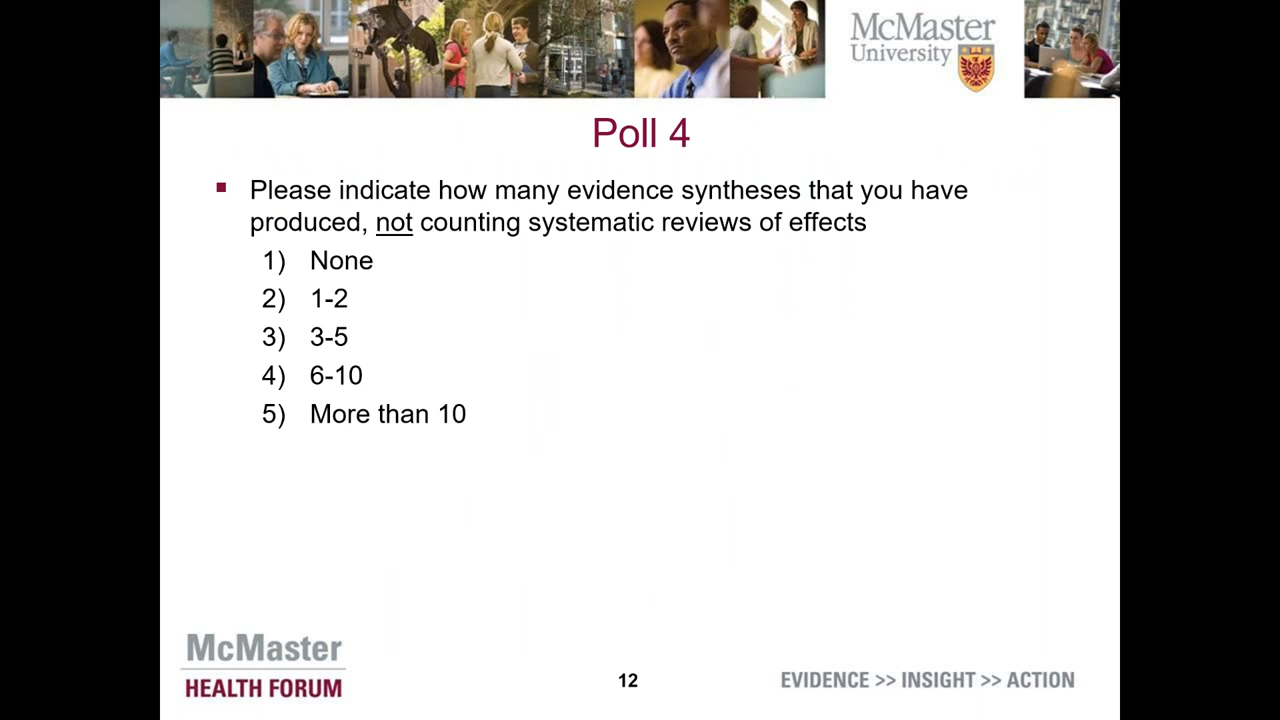 McMaster
University
Poll 4
▪ Please indicate how many evidence syntheses that you have
produced, not counting systematic reviews of effects
1) None
2) 1-2
3) 3-5
4) 6-10
5) More than 10
McMaster
HEALTH FORUM
12
EVIDENCE >> INSIGHT >> ACTION